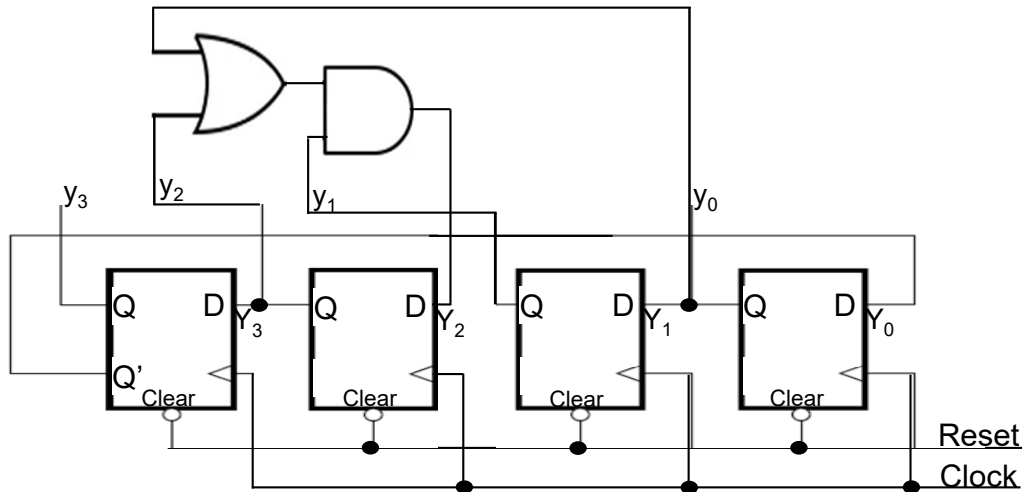 y₃ y₂ y₁ y₀
Q D Y₃ Q D Y₂ Q D Y₁ Q D Y₀
Q’
Clear Clear Clear Clear
Reset
Clock